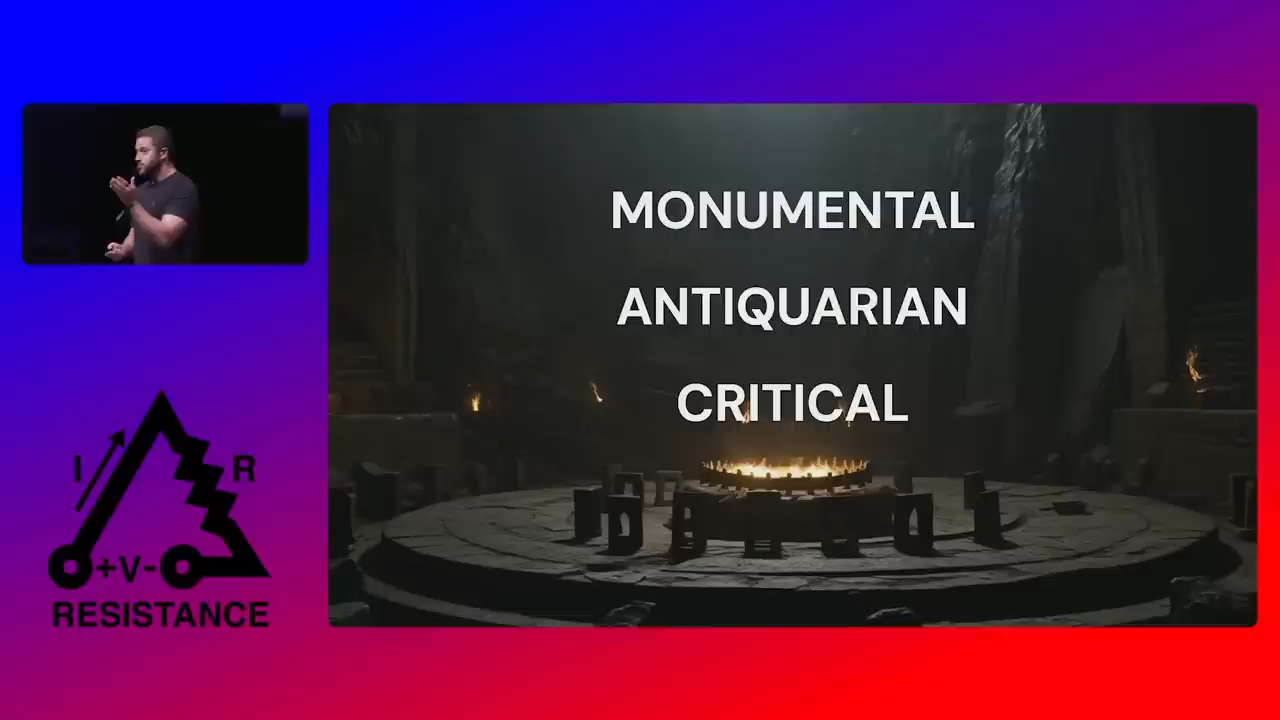 MONUMENTAL
ANTIQUARIAN
CRITICAL
I R
+V-
RESISTANCE